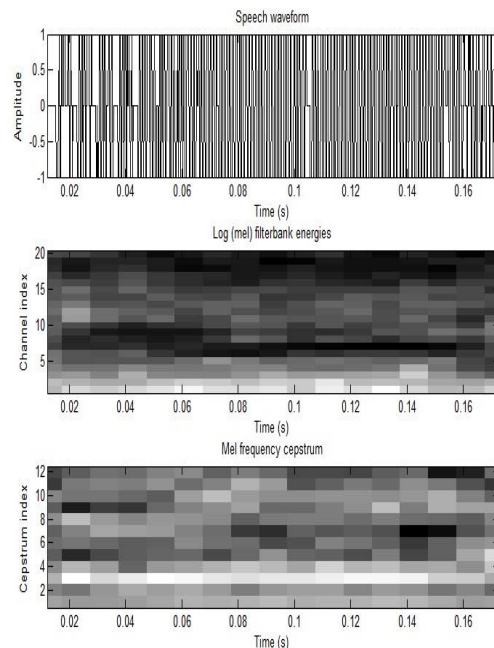 Speech waveform
1
0.5
0
-0.5
-1
Amplitude
0.02 0.04 0.06 0.08 0.1 0.12 0.14 0.16
Time (s)
Log (mel) filterbank energies
20
15
10
5
Channel index
0.02 0.04 0.06 0.08 0.1 0.12 0.14 0.16
Time (s)
Mel frequency cepstrum
12
10
8
6
4
2
Cepstrum index
0.02 0.04 0.06 0.08 0.1 0.12 0.14 0.16
Time (s)